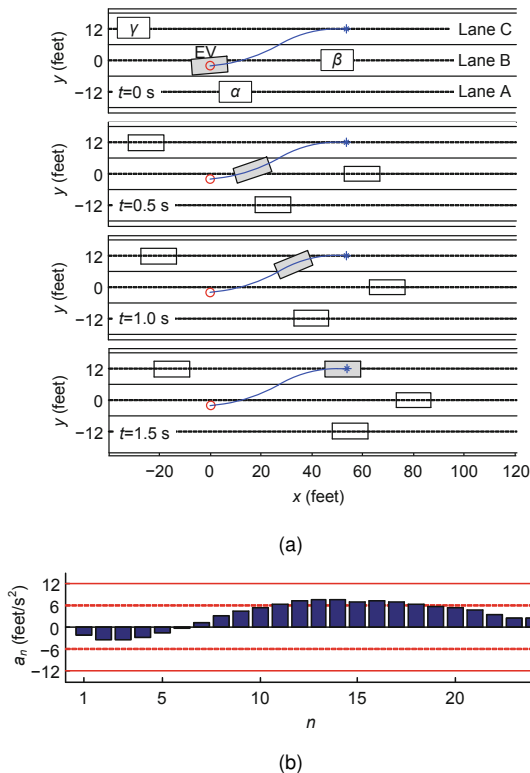 γ
12
Lane C
EV
y (feet)
0
β
Lane B
−12
t=0 s
α
Lane A
12
y (feet)
0
−12
t=0.5 s
12
y (feet)
0
−12
t=1.0 s
12
y (feet)
0
−12
t=1.5 s
−20 0 20 40 60 80 100 120
x (feet)
(a)
12
6
0
−6
−12
aₙ (feet/s²)
1 5 10 15 20
n
(b)